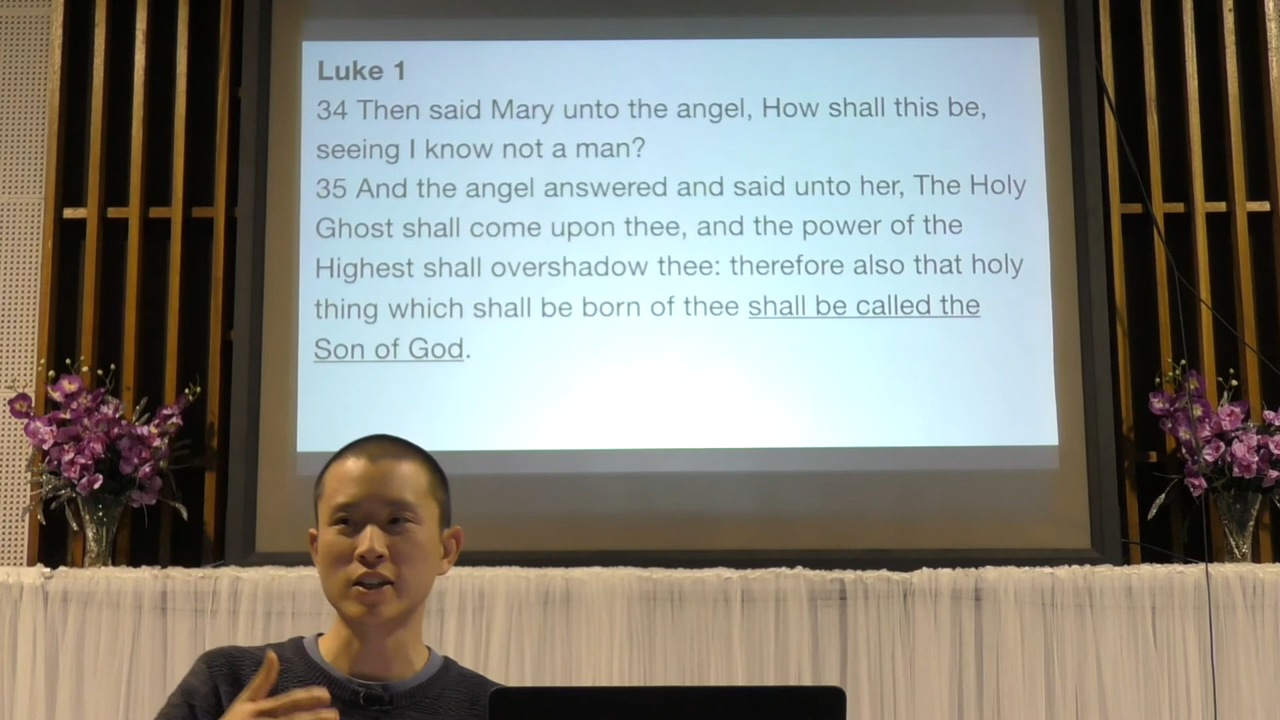 Luke 1
34 Then said Mary unto the angel, How shall this be,
seeing I know not a man?
35 And the angel answered and said unto her, The Holy
Ghost shall come upon thee, and the power of the
Highest shall overshadow thee: therefore also that holy
thing which shall be born of thee shall be called the
Son of God.